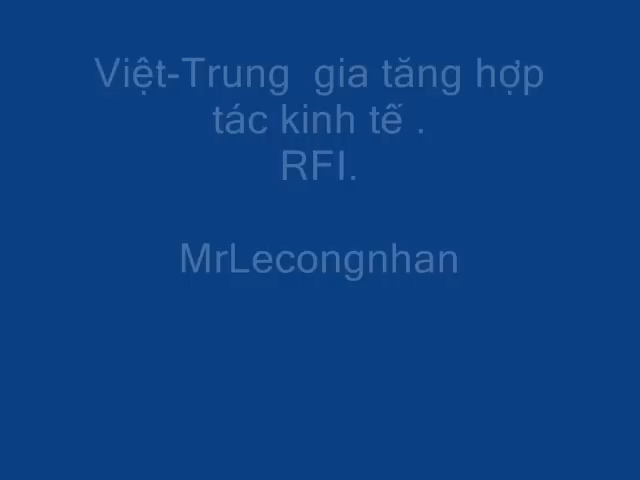 Việt-Trung  gia tăng hợp
tác kinh tế .
RFI.
MrLecongnhan